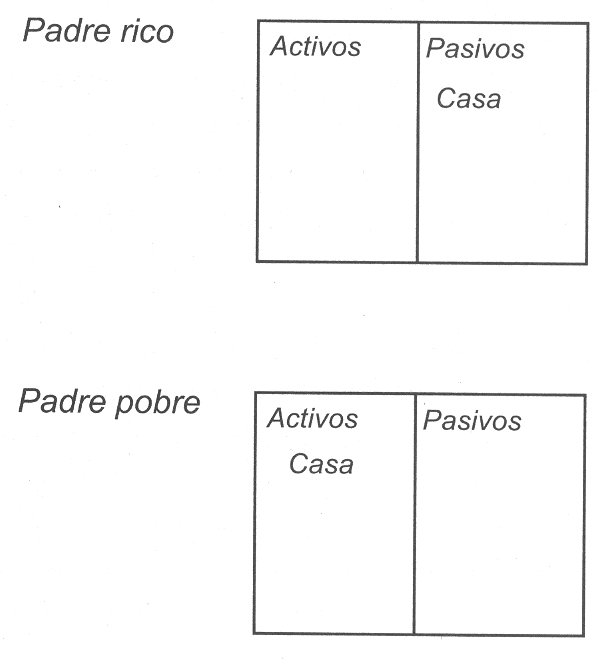 Padre rico
Activos
Pasivos
Casa
Padre pobre
Activos
Pasivos
Casa